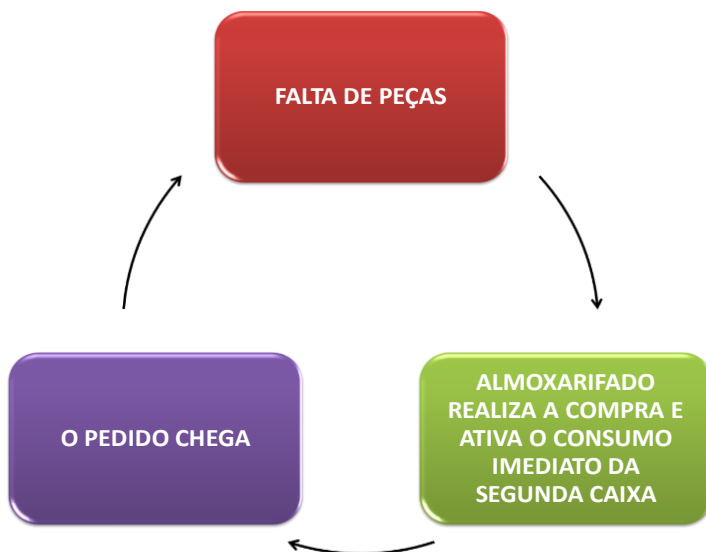 FALTA DE PEÇAS
ALMOXARIFADO
REALIZA A COMPRA E
ATIVA O CONSUMO
IMEDIATO DA
SEGUNDA CAIXA
O PEDIDO CHEGA